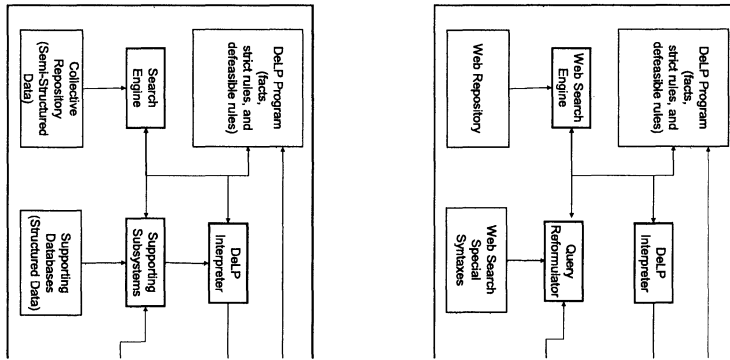 DeLP Program
(facts,
strict rules, and
defeasible rules)
DeLP
Interpreter
Web Search
Engine
Query
Reformulator
Web Repository
Web Search
Special
Syntaxes
DeLP Program
(facts,
strict rules, and
defeasible rules)
DeLP
Interpreter
Search
Engine
Supporting
Subsystems
Collective
Repository
(Semi-Structured
Data)
Supporting
Databases
(Structured Data)